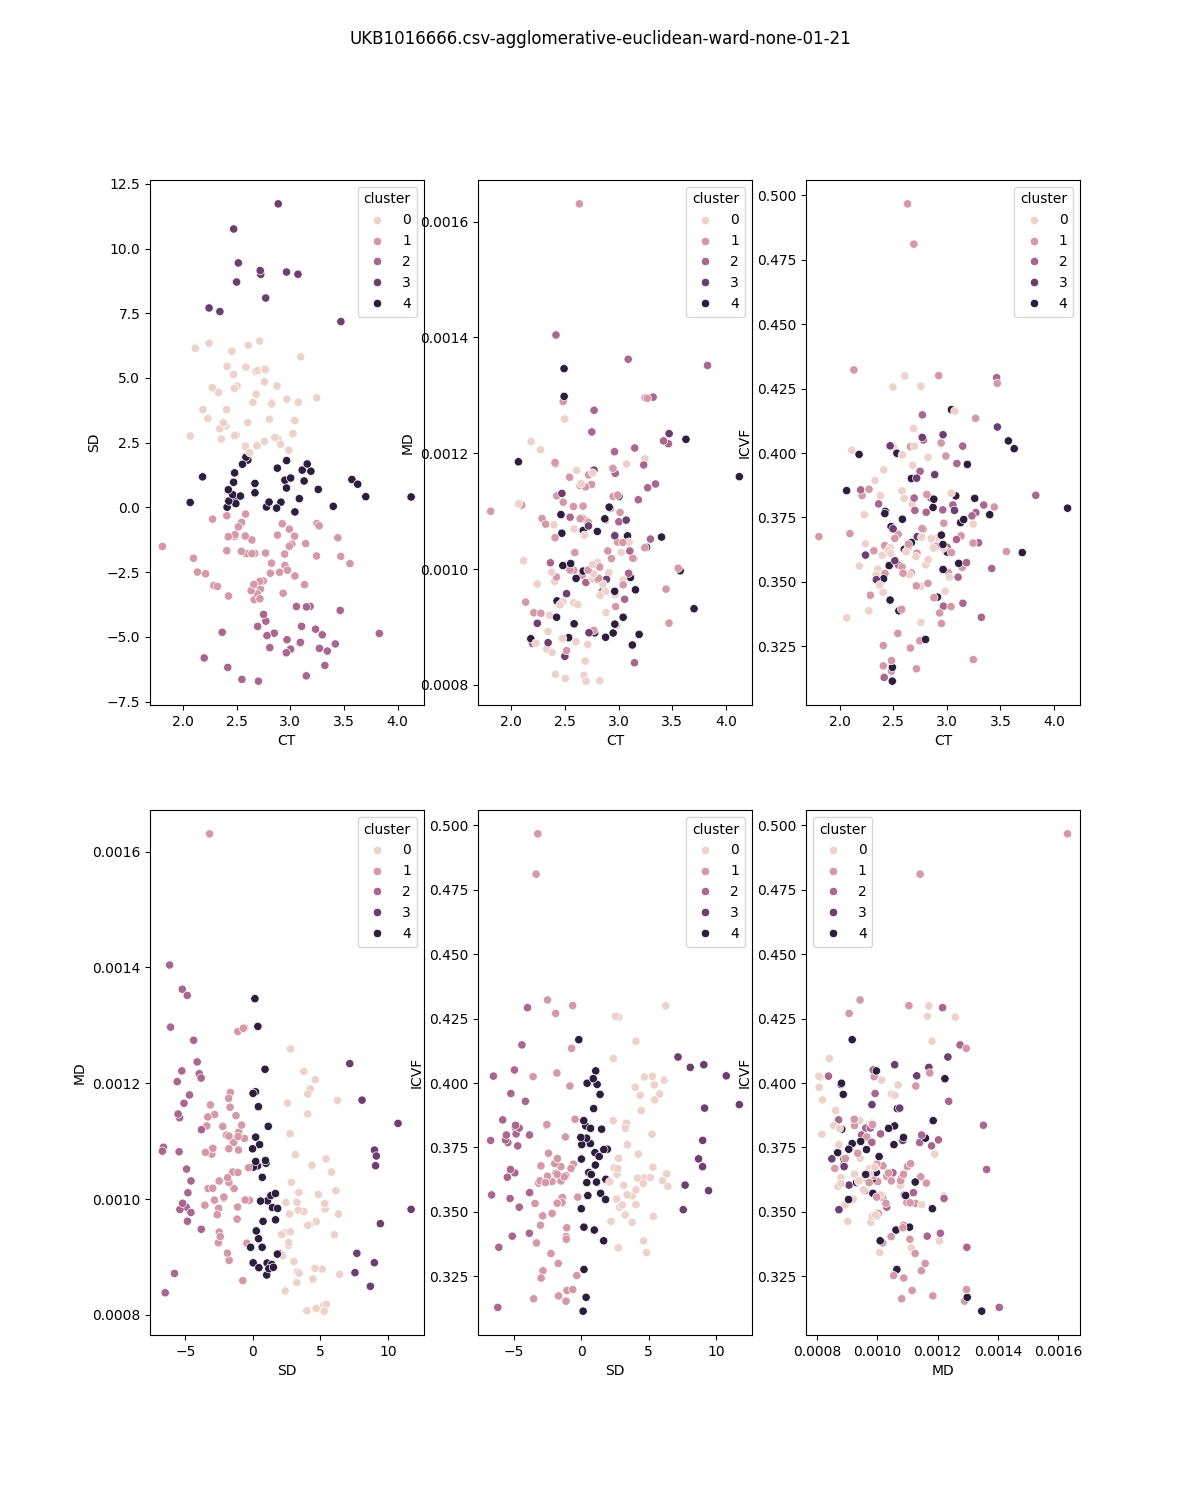 UKB1016666.csv-agglomerative-euclidean-ward-none-01-21
12.5
10.0
7.5
5.0
2.5
0.0
−2.5
−5.0
−7.5
SD
2.0 2.5 3.0 3.5 4.0
CT
cluster
0
1
2
3
4
0.0016
0.0014
0.0012
0.0010
0.0008
MD
2.0 2.5 3.0 3.5 4.0
CT
cluster
0
1
2
3
4
0.500
0.475
0.450
0.425
0.400
0.375
0.350
0.325
ICVF
2.0 2.5 3.0 3.5 4.0
CT
cluster
0
1
2
3
4
0.0016
0.0014
0.0012
0.0010
0.0008
MD
−5 0 5 10
SD
cluster
0
1
2
3
4
0.500
0.475
0.450
0.425
0.400
0.375
0.350
0.325
ICVF
−5 0 5 10
SD
cluster
0
1
2
3
4
0.500
0.475
0.450
0.425
0.400
0.375
0.350
0.325
ICVF
0.0008 0.0010 0.0012 0.0014 0.0016
MD
cluster
0
1
2
3
4